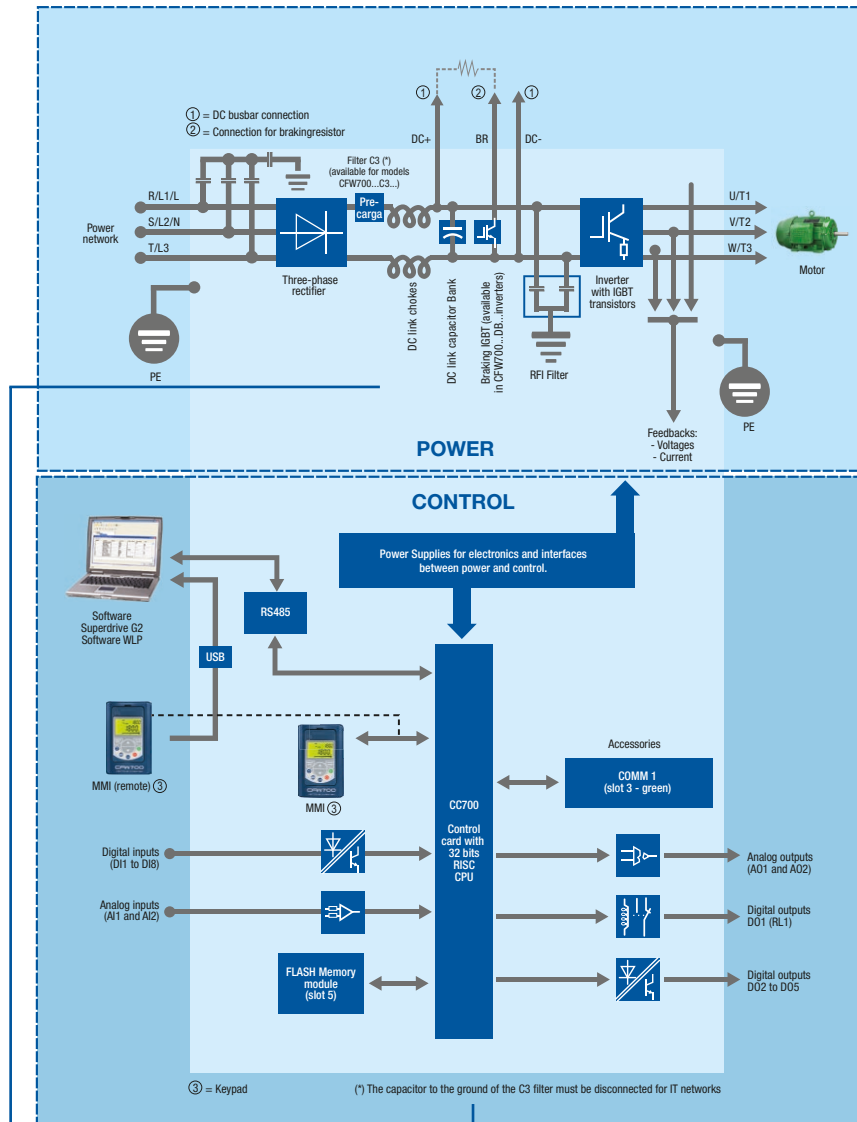 ① = DC busbar connection
② = Connection for brakingresistor
①
②
①
DC+
BR
DC-
Filter C3 (*)
(available for models
CFW700...C3...)
R/L1/L
S/L2/N
T/L3
Power
network
Pre-
carga
U/T1
V/T2
W/T3
Motor
Three-phase
rectifier
DC link chokes
DC link capacitor Bank
Braking IGBT (available
in CFW700...DB...inverters)
RFI Filter
Inverter
with IGBT
transistors
PE
PE
Feedbacks:
- Voltages
- Current
POWER
CONTROL
Power Supplies for electronics and interfaces
between power and control.
Software
Superdrive G2
Software WLP
RS485
USB
MMI (remote) ③
MMI ③
Accessories
COMM 1
(slot 3 - green)
CC700
Control
card with
32 bits
RISC
CPU
Digital inputs
(DI1 to DI8)
Analog inputs
(AI1 and AI2)
FLASH Memory
module
(slot 5)
Analog outputs
(AO1 and AO2)
Digital outputs
DO1 (RL1)
Digital outputs
DO2 to DO5
③ = Keypad
(*) The capacitor to the ground of the C3 filter must be disconnected for IT networks